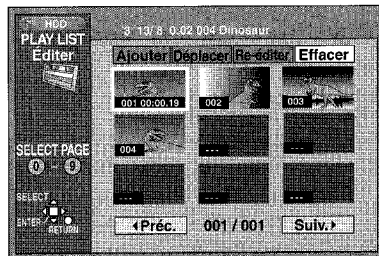 HDD
PLAY LIST
Éditer
3 13/ 8 0.02 004 Dinosaur
Ajouter Déplacer Re-éditer Effacer
001 00:00.19 002 003
004 --- ---
--- --- ---
SELECT PAGE
0 - 9
SELECT
ENTER RETURN
Préc. 001 / 001 Suiv.